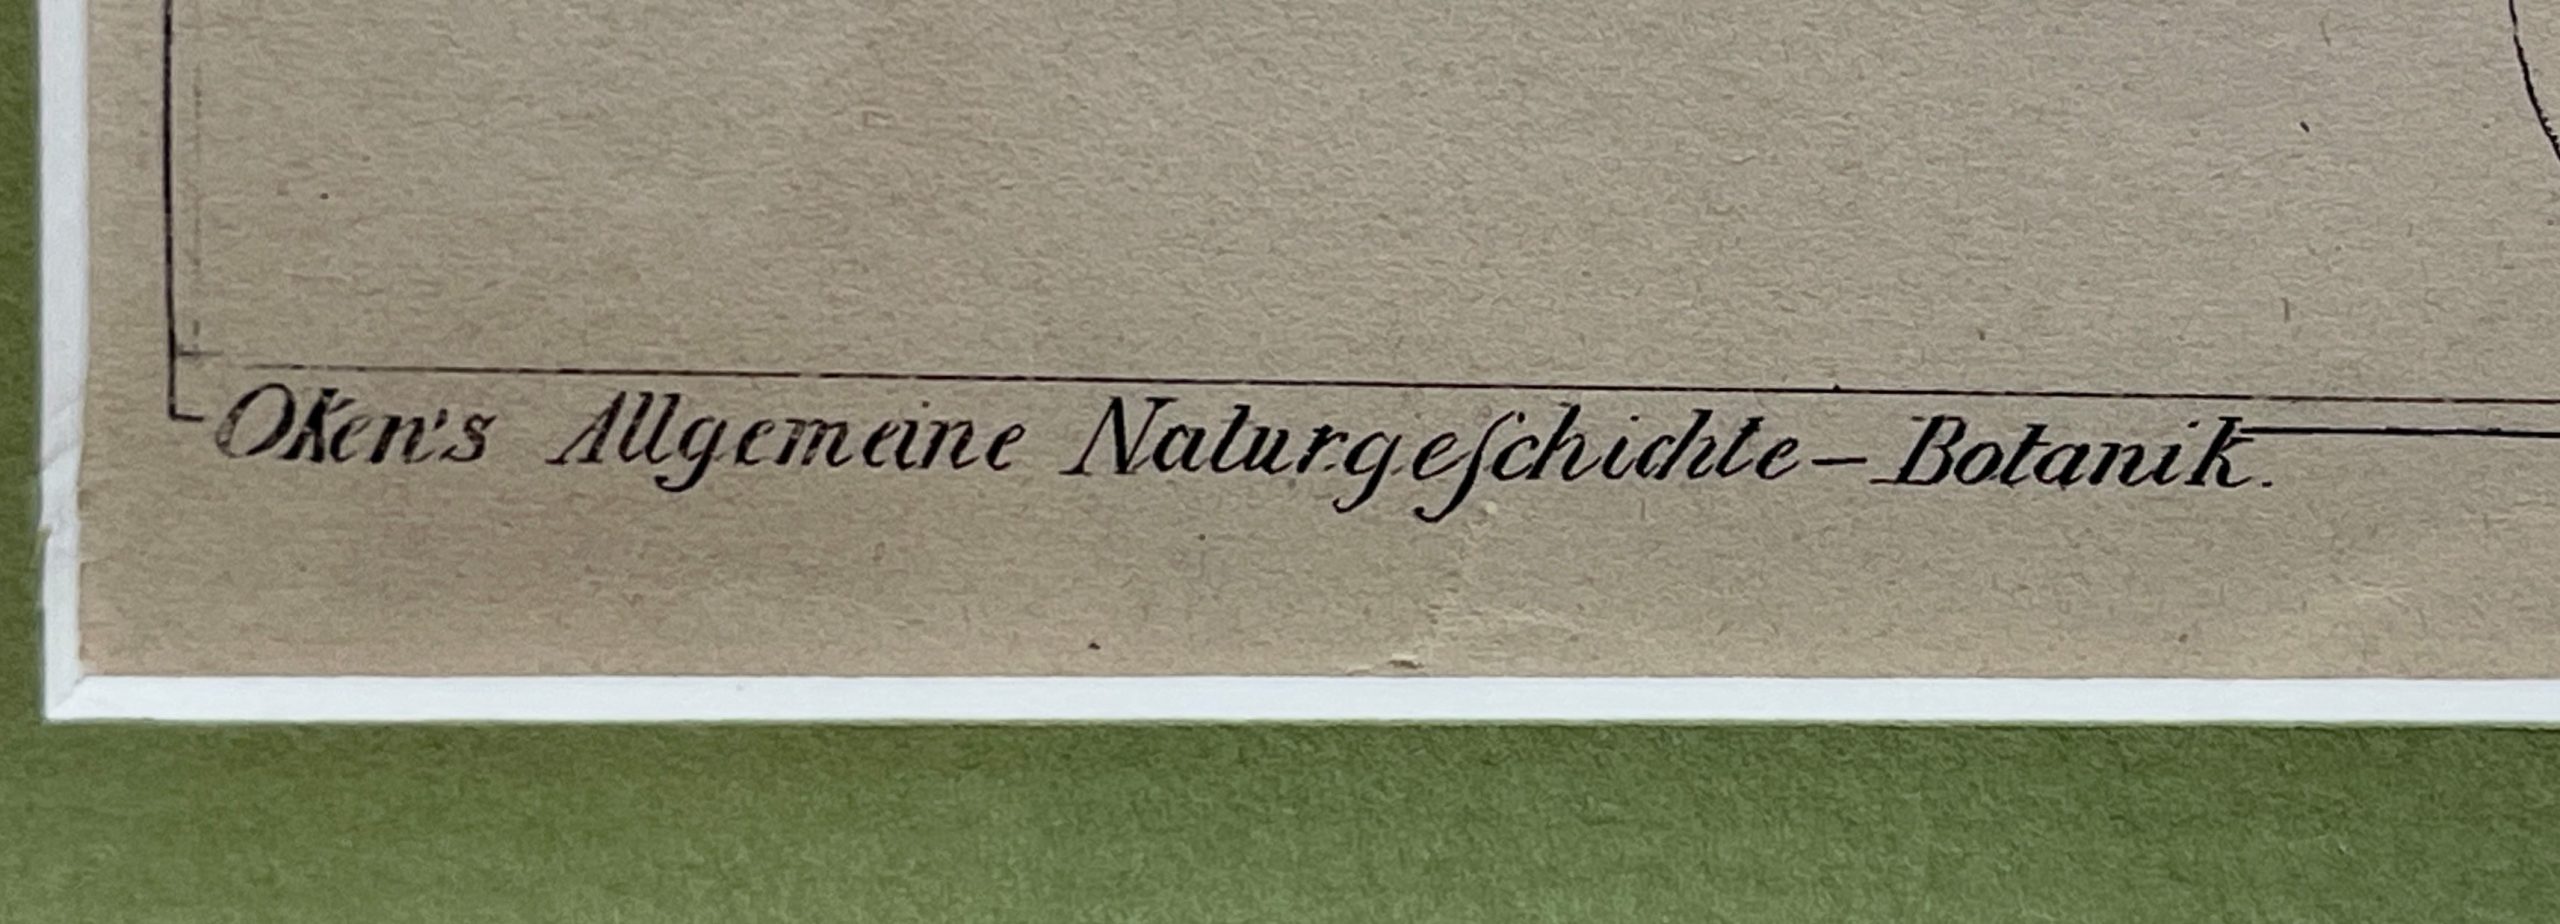 Oken's Allgemeine Naturgeſchichte – Botanik.